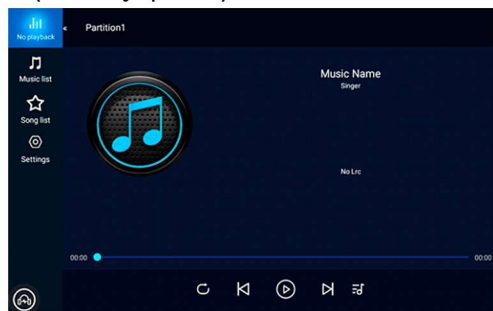 No playback
« Partition1
Music list
Song list
Settings
Music Name
Singer
No Lrc
00:00
00:00